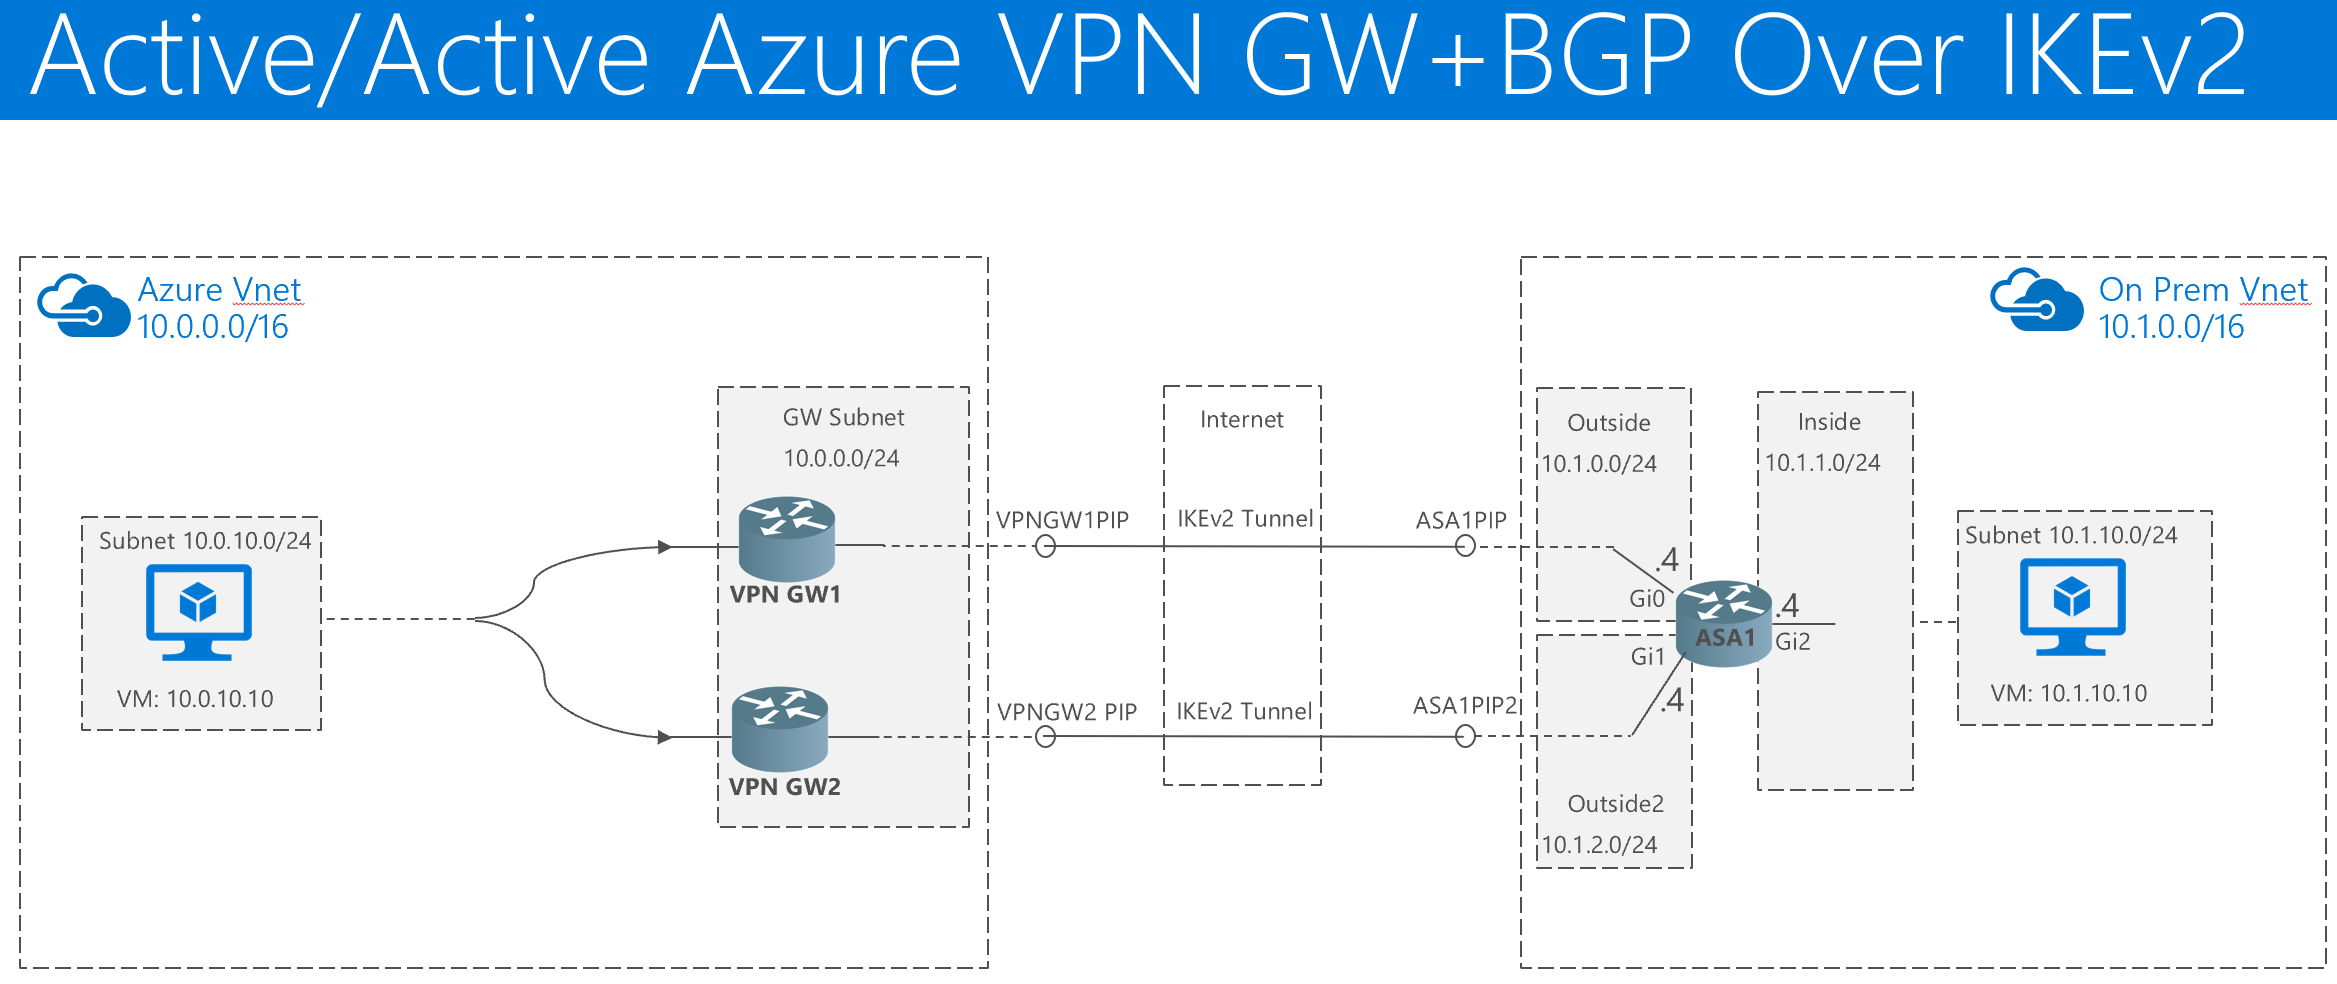 Active/Active Azure VPN GW+BGP Over IKEv2
Azure Vnet
10.0.0.0/16
On Prem Vnet
10.1.0.0/16
GW Subnet
10.0.0.0/24
Internet
Outside
10.1.0.0/24
Inside
10.1.1.0/24
Subnet 10.0.10.0/24
VM: 10.0.10.10
VPN GW1
VPN GW2
VPNGW1PIP
IKEv2 Tunnel
ASA1PIP
VPNGW2 PIP
IKEv2 Tunnel
ASA1PIP2
.4
Gi0
ASA1
.4
Gi2
Gi1
.4
Outside2
10.1.2.0/24
Subnet 10.1.10.0/24
VM: 10.1.10.10